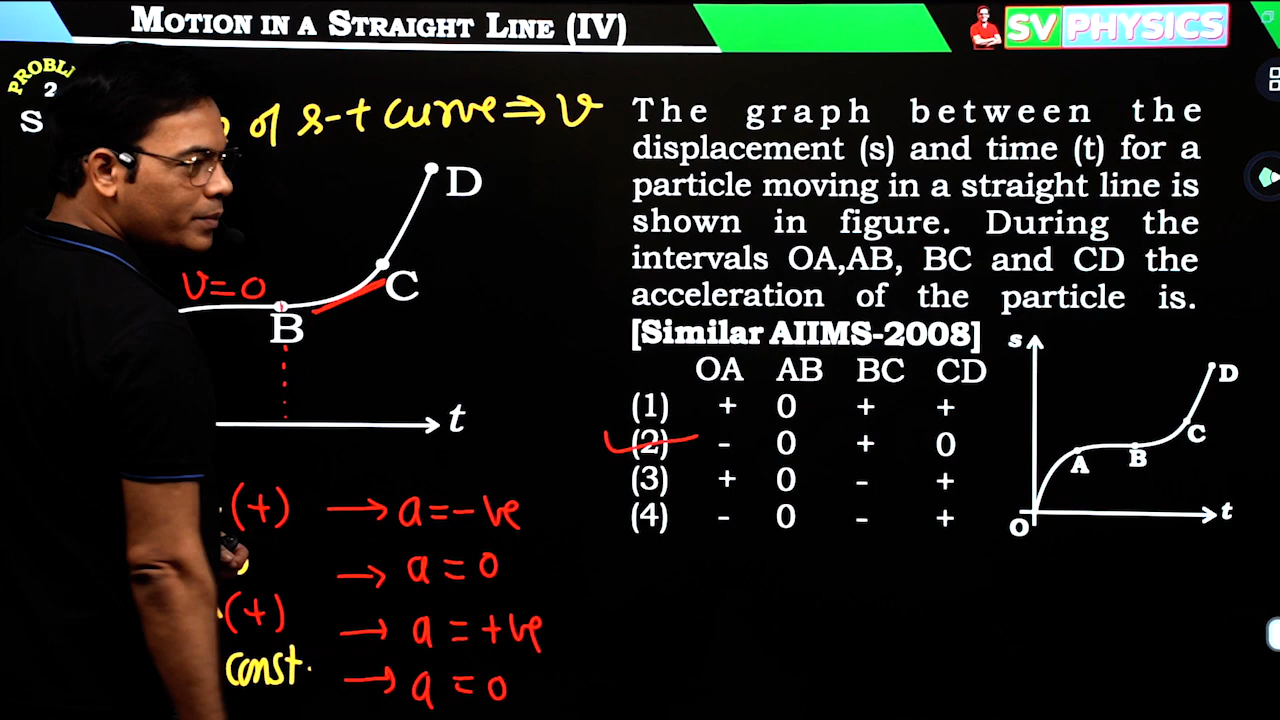 MOTION IN A STRAIGHT LINE (IV)
SV PHYSICS
2
S
of s-t curve ⇒ v
D
C
v=0
B
t
(+) → a = -ve
→ a = 0
(+) → a = +ve
const. → a = 0
The graph between the
displacement (s) and time (t) for a
particle moving in a straight line is
shown in figure. During the
intervals OA,AB, BC and CD the
acceleration of the particle is.
[Similar AIIMS-2008]
OA AB BC CD
(1) + 0 + +
(2) - 0 + 0
(3) + 0 - +
(4) - 0 - +
s
D
C
A
B
O
t